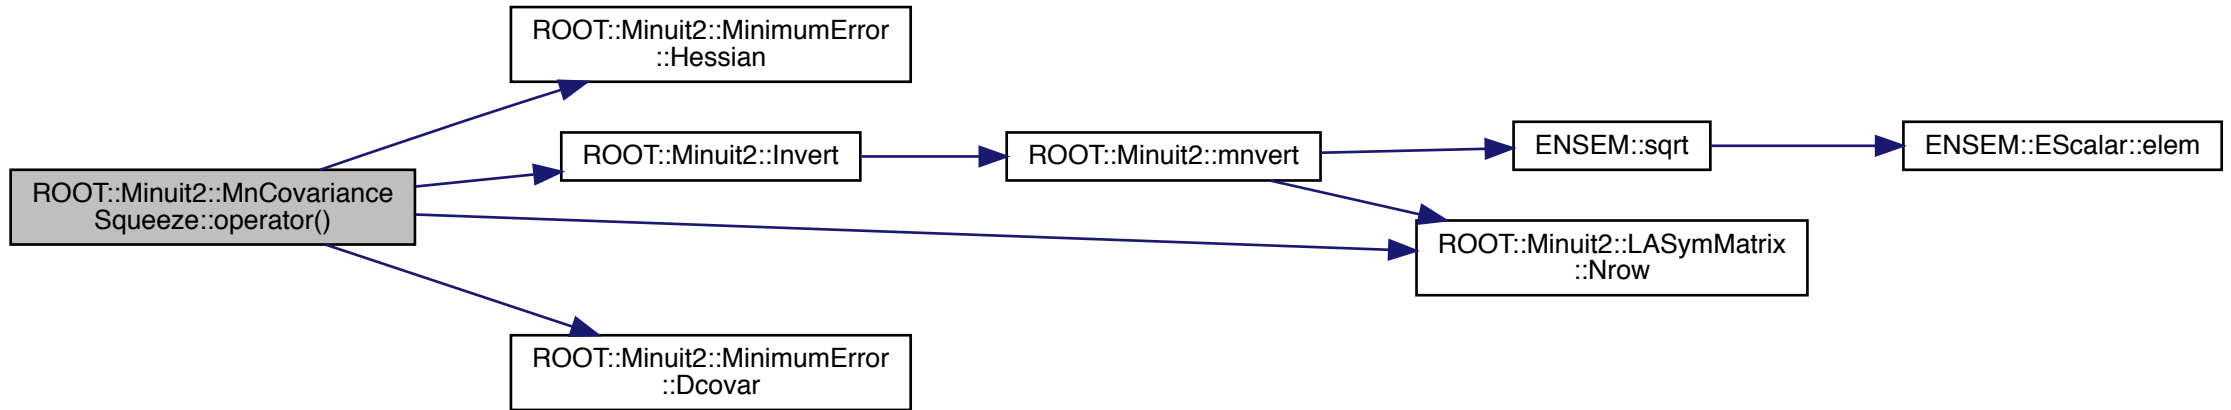 ROOT::Minuit2::MinimumError
::Hessian
ROOT::Minuit2::MnCovariance
Squeeze::operator()
ROOT::Minuit2::Invert
ROOT::Minuit2::mnvert
ENSEM::sqrt
ENSEM::EScalar::elem
ROOT::Minuit2::LASymMatrix
::Nrow
ROOT::Minuit2::MinimumError
::Dcovar